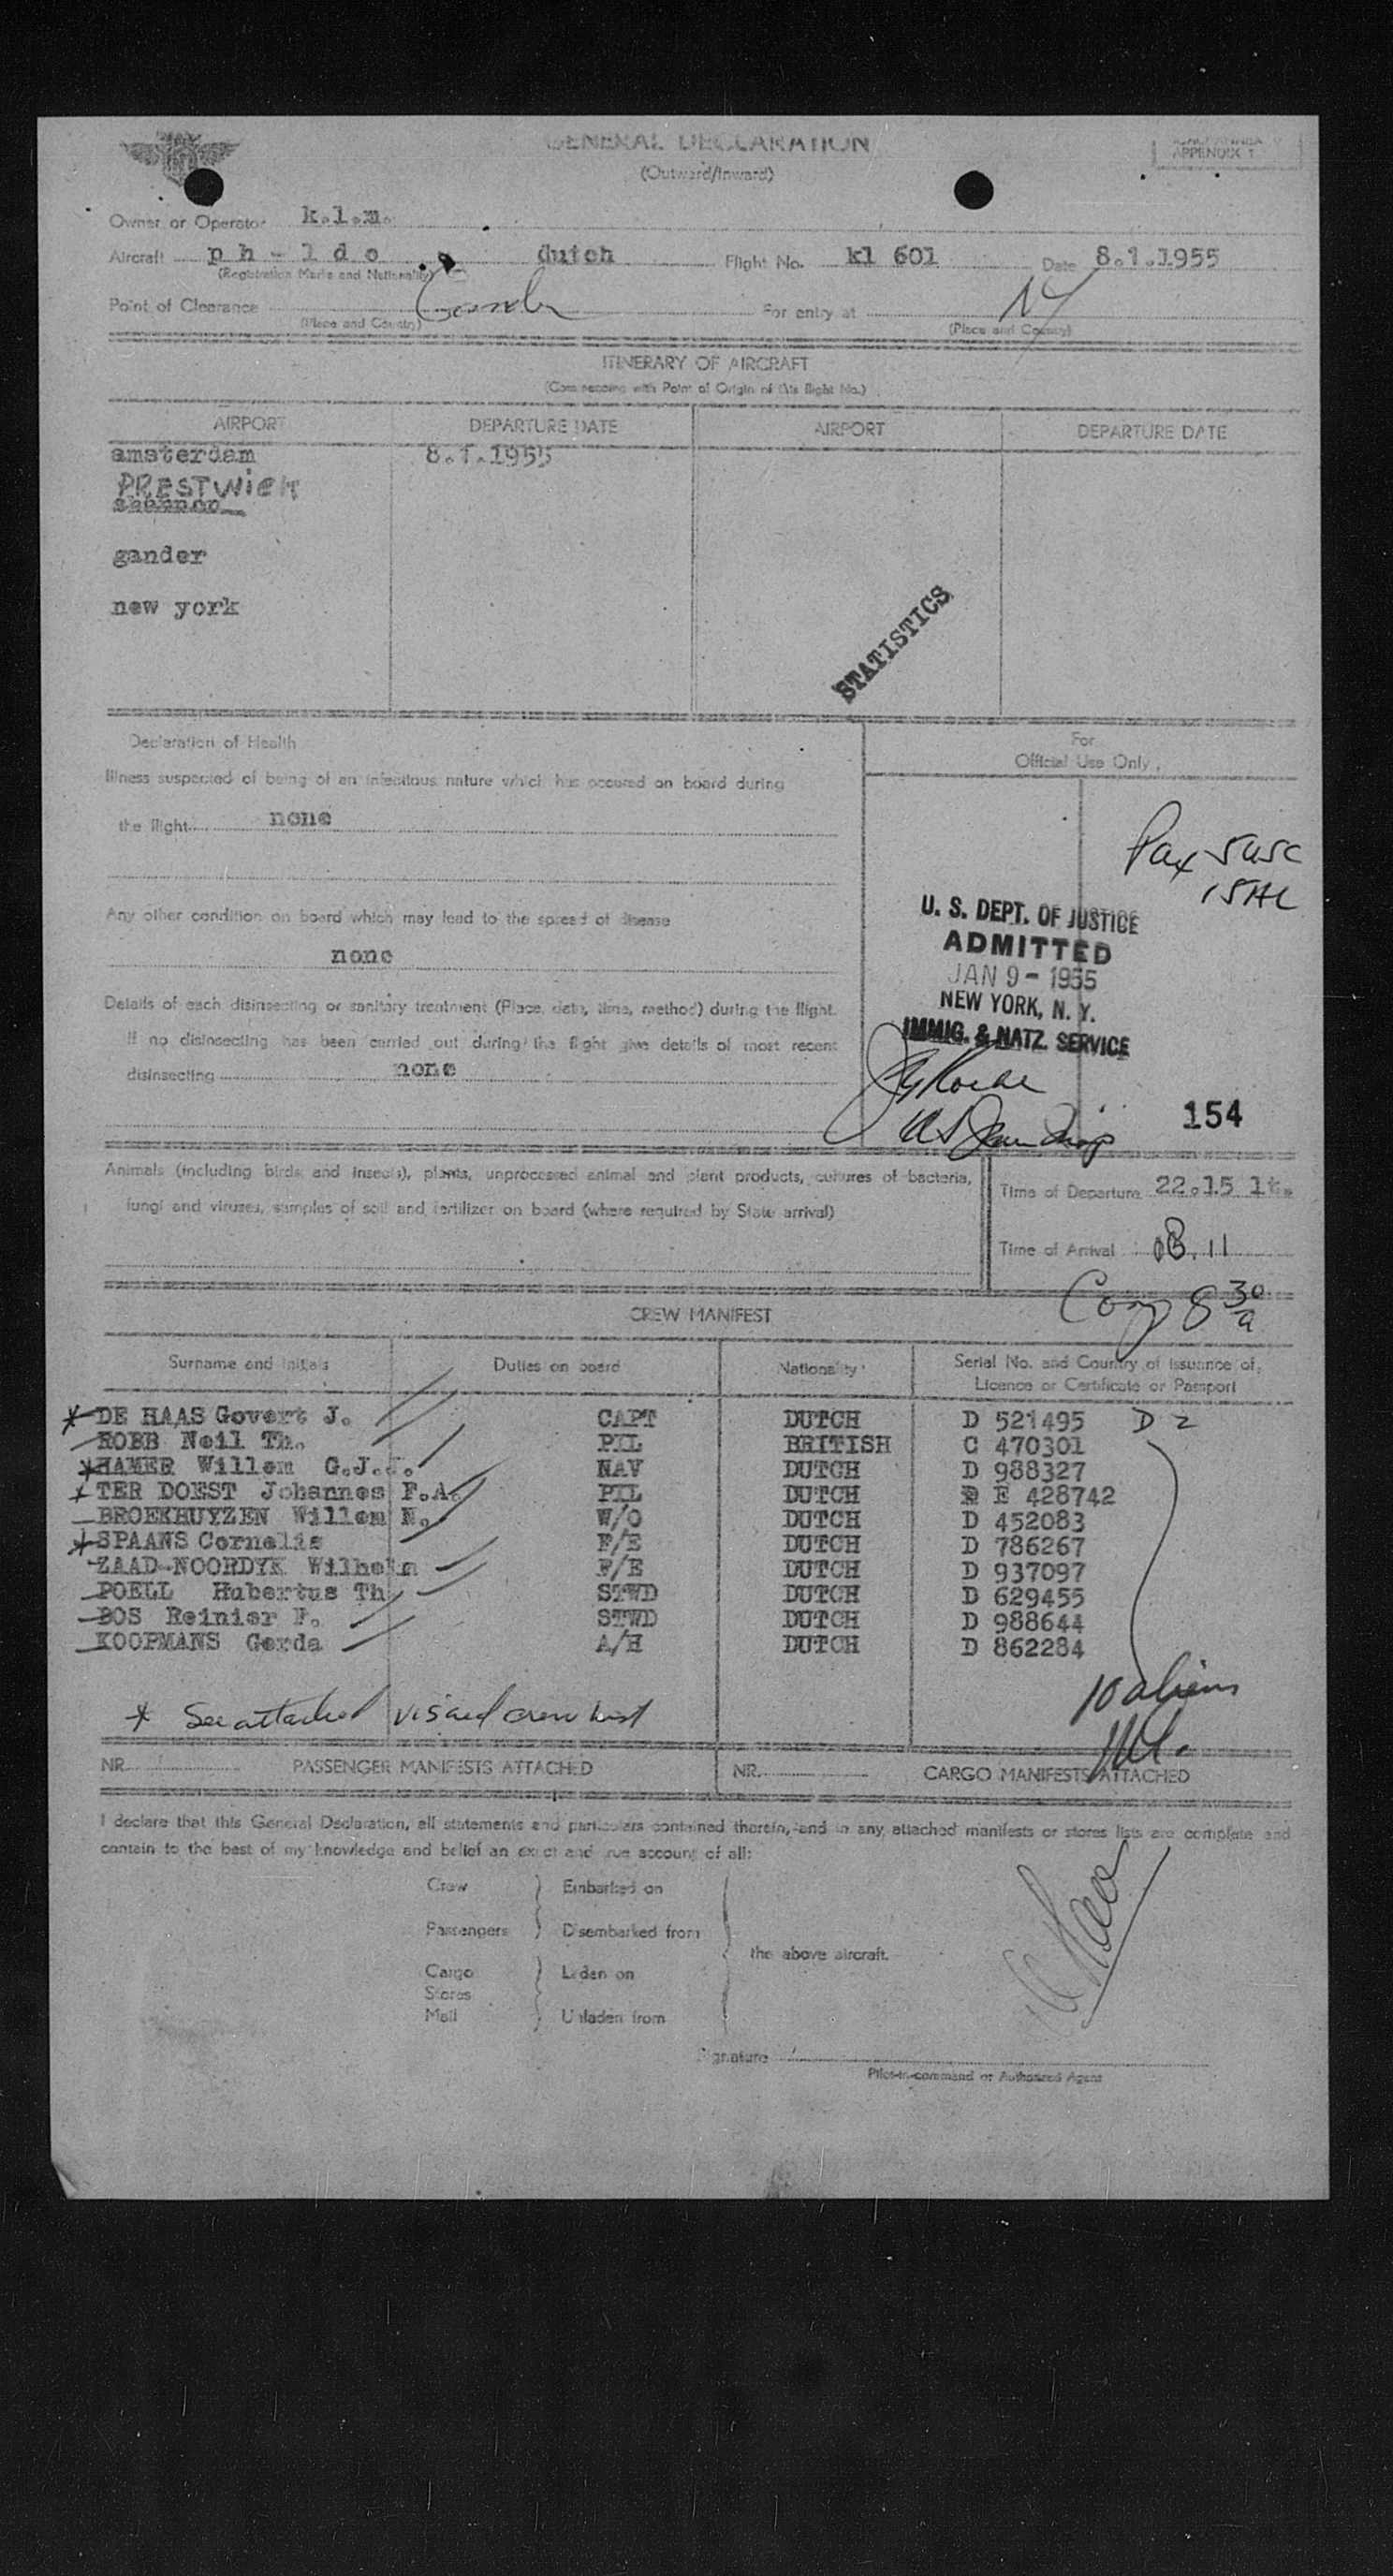 GENERAL DECLARATION
APPENDIX 1
(Outward/Inward)
Owner or Operator k.l.m.
Aircraft ph-ldo dutch Flight No. kl 601 Date 8.1.1955
(Registration Marks and Nationality)
Point of Clearance Gander For entry at NY
(Place and Country) (Place and Country)
ITINERARY OF AIRCRAFT
(Commencing with Point of Origin of this flight No.)
AIRPORT DEPARTURE DATE AIRPORT DEPARTURE DATE
amsterdam 8.1.1955
PRESTWICK
shannon
gander
new york
STATISTICS
Declaration of Health
For
Official Use Only
Illness suspected of being of an infectious nature which has occured on board during
the flight none
Pax 5 USC
15 AL
Any other condition on board which may lead to the spread of disease
none
U. S. DEPT. OF JUSTICE
ADMITTED
JAN 9 - 1955
NEW YORK, N. Y.
IMMIG. & NATZ. SERVICE
Details of each disinsecting or sanitary treatment (Place, date, time, method) during the flight.
If no disinsecting has been carried out during the flight give details of most recent
disinsecting none
154
Animals (including birds and insects), plants, unprocessed animal and plant products, cultures of bacteria,
fungi and viruses, samples of soil and fertilizer on board (where required by State arrival)
Time of Departure 22.15 lt.
Time of Arrival 08.11
8 30 a
CREW MANIFEST
Surname and Initials Duties on board Nationality Serial No. and Country of Issuance of
Licence or Certificate or Passport
* DE HAAS Govert J. CAPT DUTCH D 521495 D 2
ROBB Neil Th. PIL BRITISH C 470301
* HAMER Willem G.J.J. NAV DUTCH D 988327
* TER DOEST Johannes F.A. PIL DUTCH E 428742
BROEKHUYZEN Willem N. W/O DUTCH D 452083
* SPAANS Cornelis F/E DUTCH D 786267
ZAAD-NOORDYK Wilhelm F/E DUTCH D 937097
POELL Hubertus Th STWD DUTCH D 629455
BOS Reinier F. STWD DUTCH D 988644
KOOPMANS Gerda A/H DUTCH D 862284
10 aliens
* See attached visaed crew list
NR. PASSENGER MANIFESTS ATTACHED NR. CARGO MANIFESTS ATTACHED
I declare that this General Declaration, all statements and particulars contained therein, and in any attached manifests or stores lists are complete and
contain to the best of my knowledge and belief an exact and true account of all:
Crew } Embarked on
Passengers } Disembarked from
the above aircraft.
Cargo } Laden on
Stores
Mail } Unladen from
Signature
Pilot-in-command or Authorized Agent